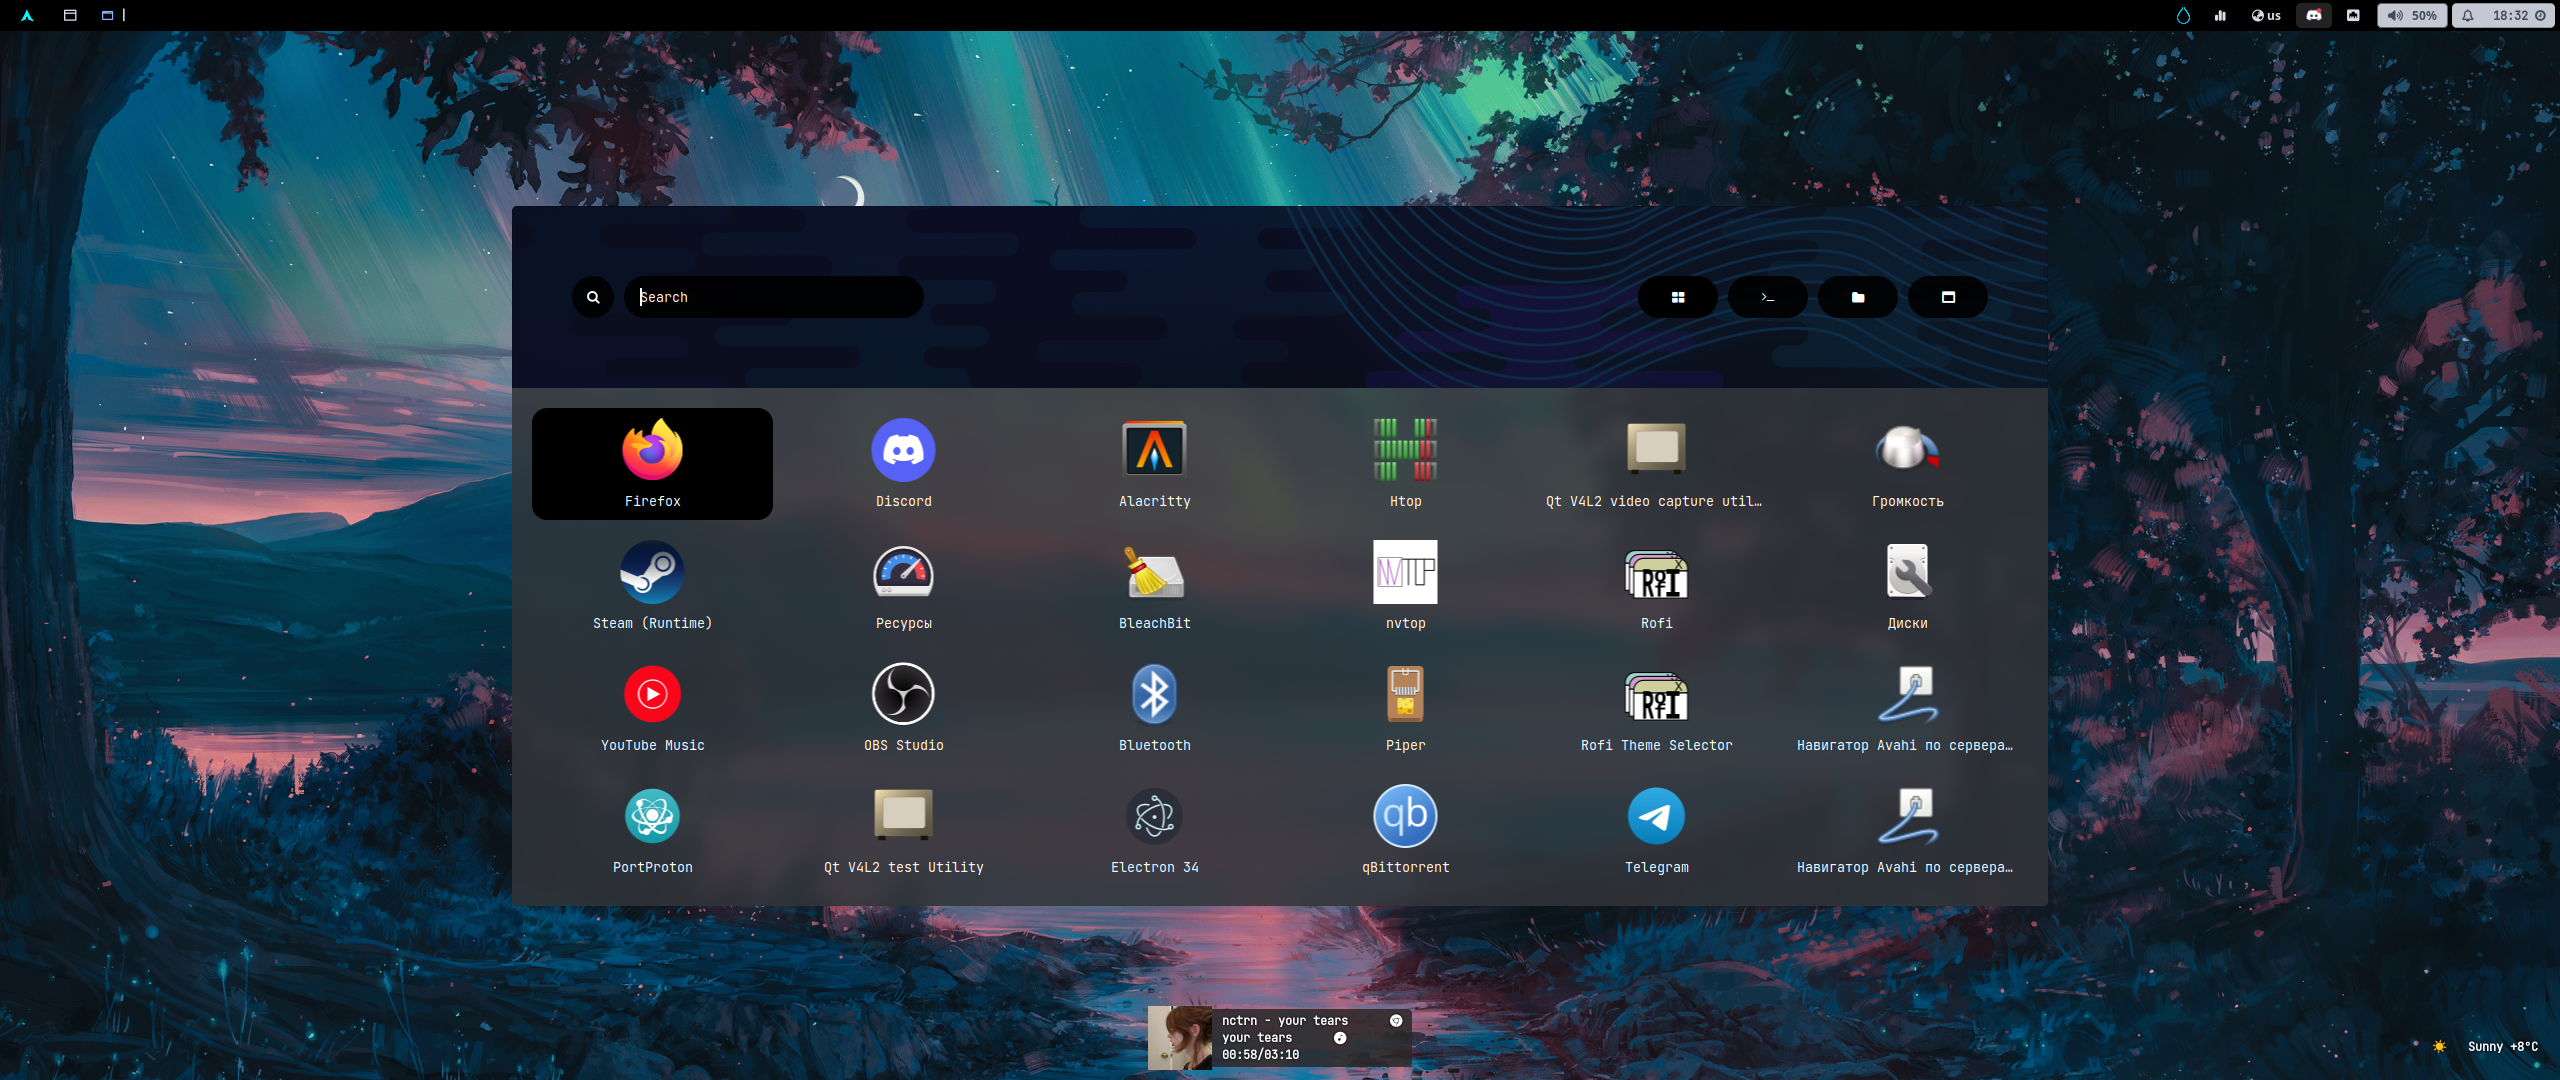 us
50%
18:32
Search
Firefox
Discord
Alacritty
Htop
Qt V4L2 video capture util…
Громкость
Steam (Runtime)
Ресурсы
BleachBit
nvtop
Rofi
Диски
YouTube Music
OBS Studio
Bluetooth
Piper
Rofi Theme Selector
Навигатор Avahi по сервера…
PortProton
Qt V4L2 test Utility
Electron 34
qBittorrent
Telegram
Навигатор Avahi по сервера…
nctrn - your tears
your tears
00:58/03:10
Sunny +8°C